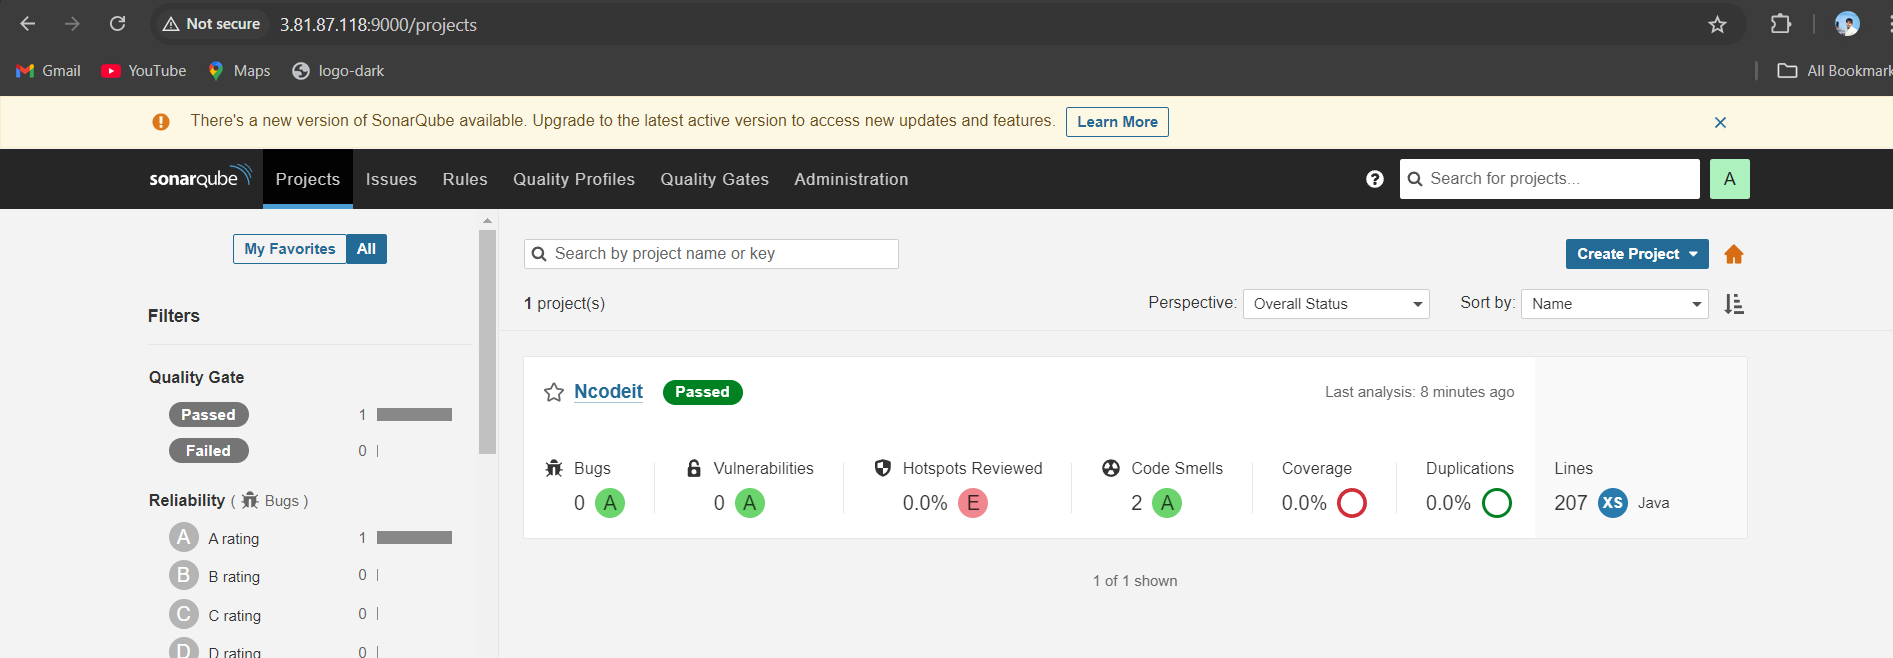 Not secure 3.81.87.118:9000/projects
Gmail YouTube Maps logo-dark All Bookmark
There's a new version of SonarQube available. Upgrade to the latest active version to access new updates and features. Learn More
sonarqube Projects Issues Rules Quality Profiles Quality Gates Administration Search for projects... A
My Favorites All
Search by project name or key Create Project
1 project(s) Perspective: Overall Status Sort by: Name
Filters
Quality Gate
Passed 1
Failed 0
Reliability ( Bugs )
A A rating 1
B B rating 0
C C rating 0
D D rating 0
Ncodeit Passed Last analysis: 8 minutes ago
Bugs Vulnerabilities Hotspots Reviewed Code Smells Coverage Duplications Lines
0 A 0 A 0.0% E 2 A 0.0% 0.0% 207 XS Java
1 of 1 shown